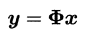 y = Φx